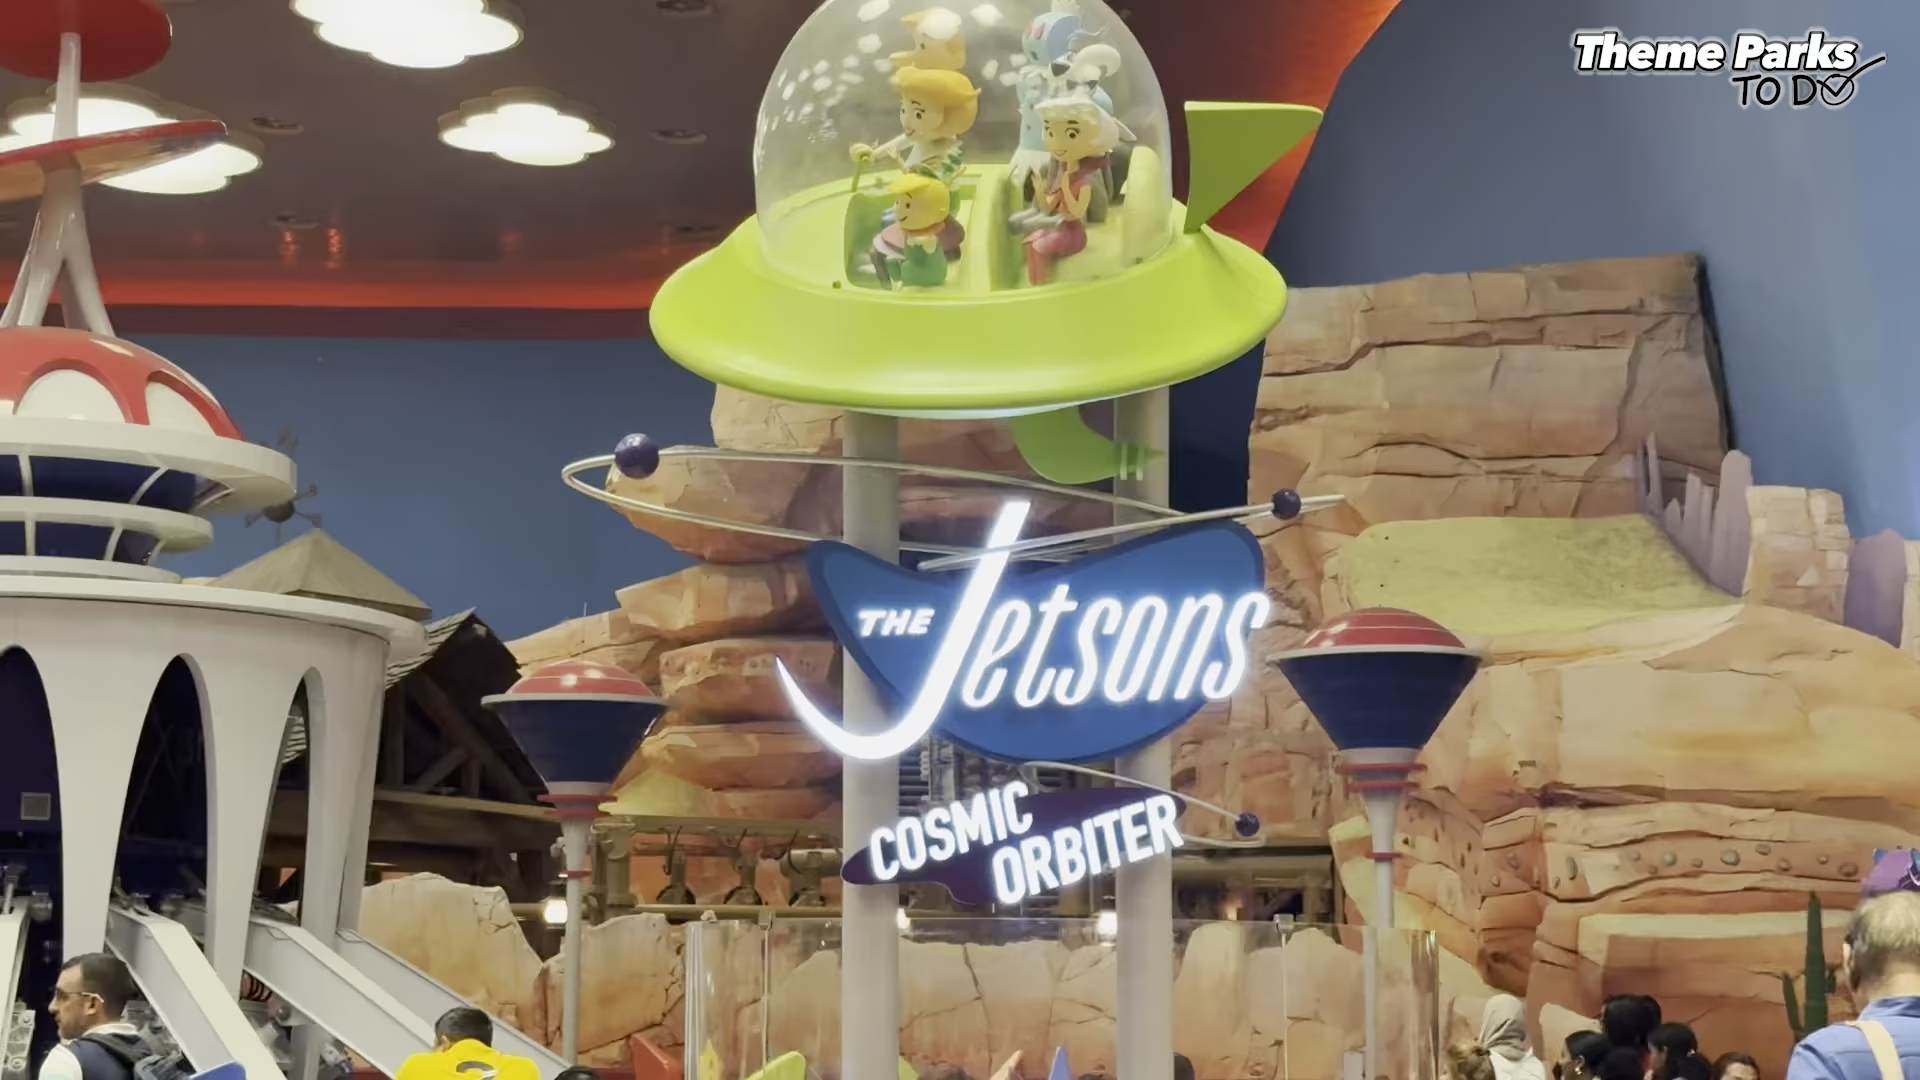 Theme Parks
TO DO
THE Jetsons
COSMIC
ORBITER